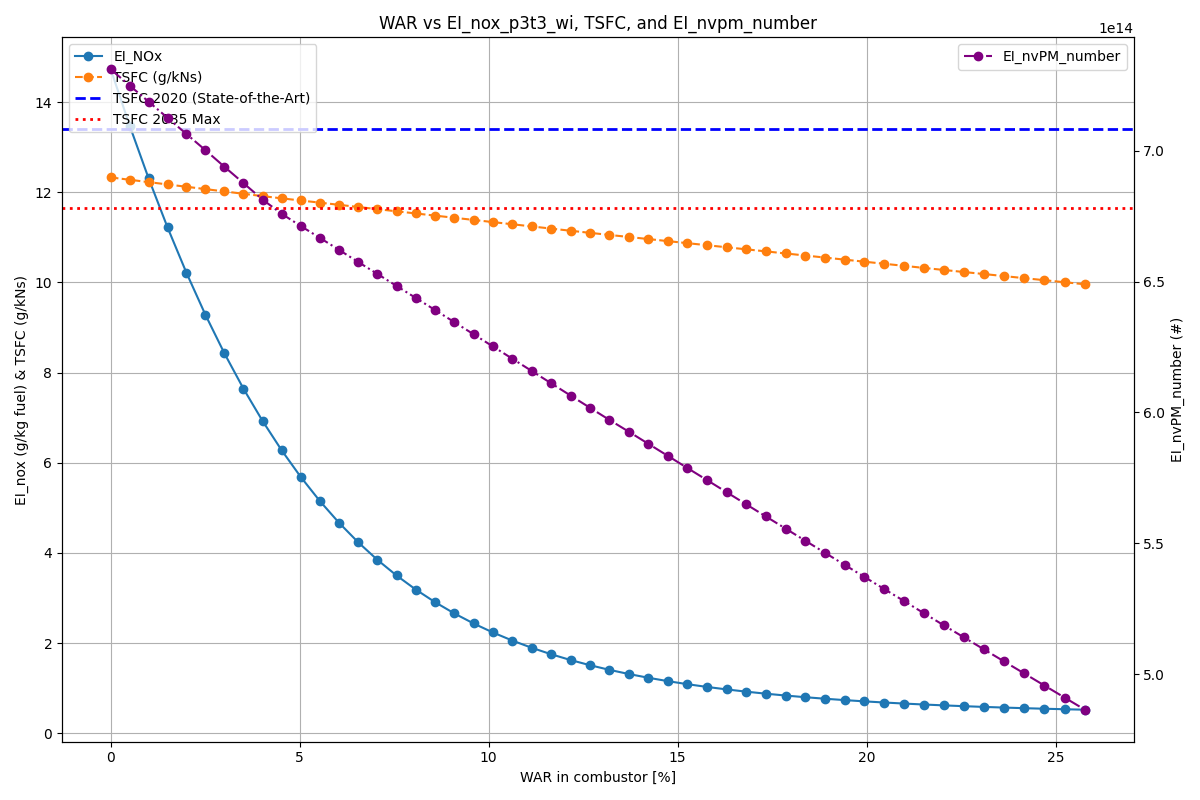 WAR vs EI_nox_p3t3_wi, TSFC, and EI_nvpm_number
1e14
EI_NOx
TSFC (g/kNs)
TSFC 2020 (State-of-the-Art)
TSFC 2035 Max
EI_nvPM_number
14
12
10
8
6
4
2
0
EI_nox (g/kg fuel) & TSFC (g/kNs)
7.0
6.5
6.0
5.5
5.0
EI_nvPM_number (#)
0 5 10 15 20 25
WAR in combustor [%]